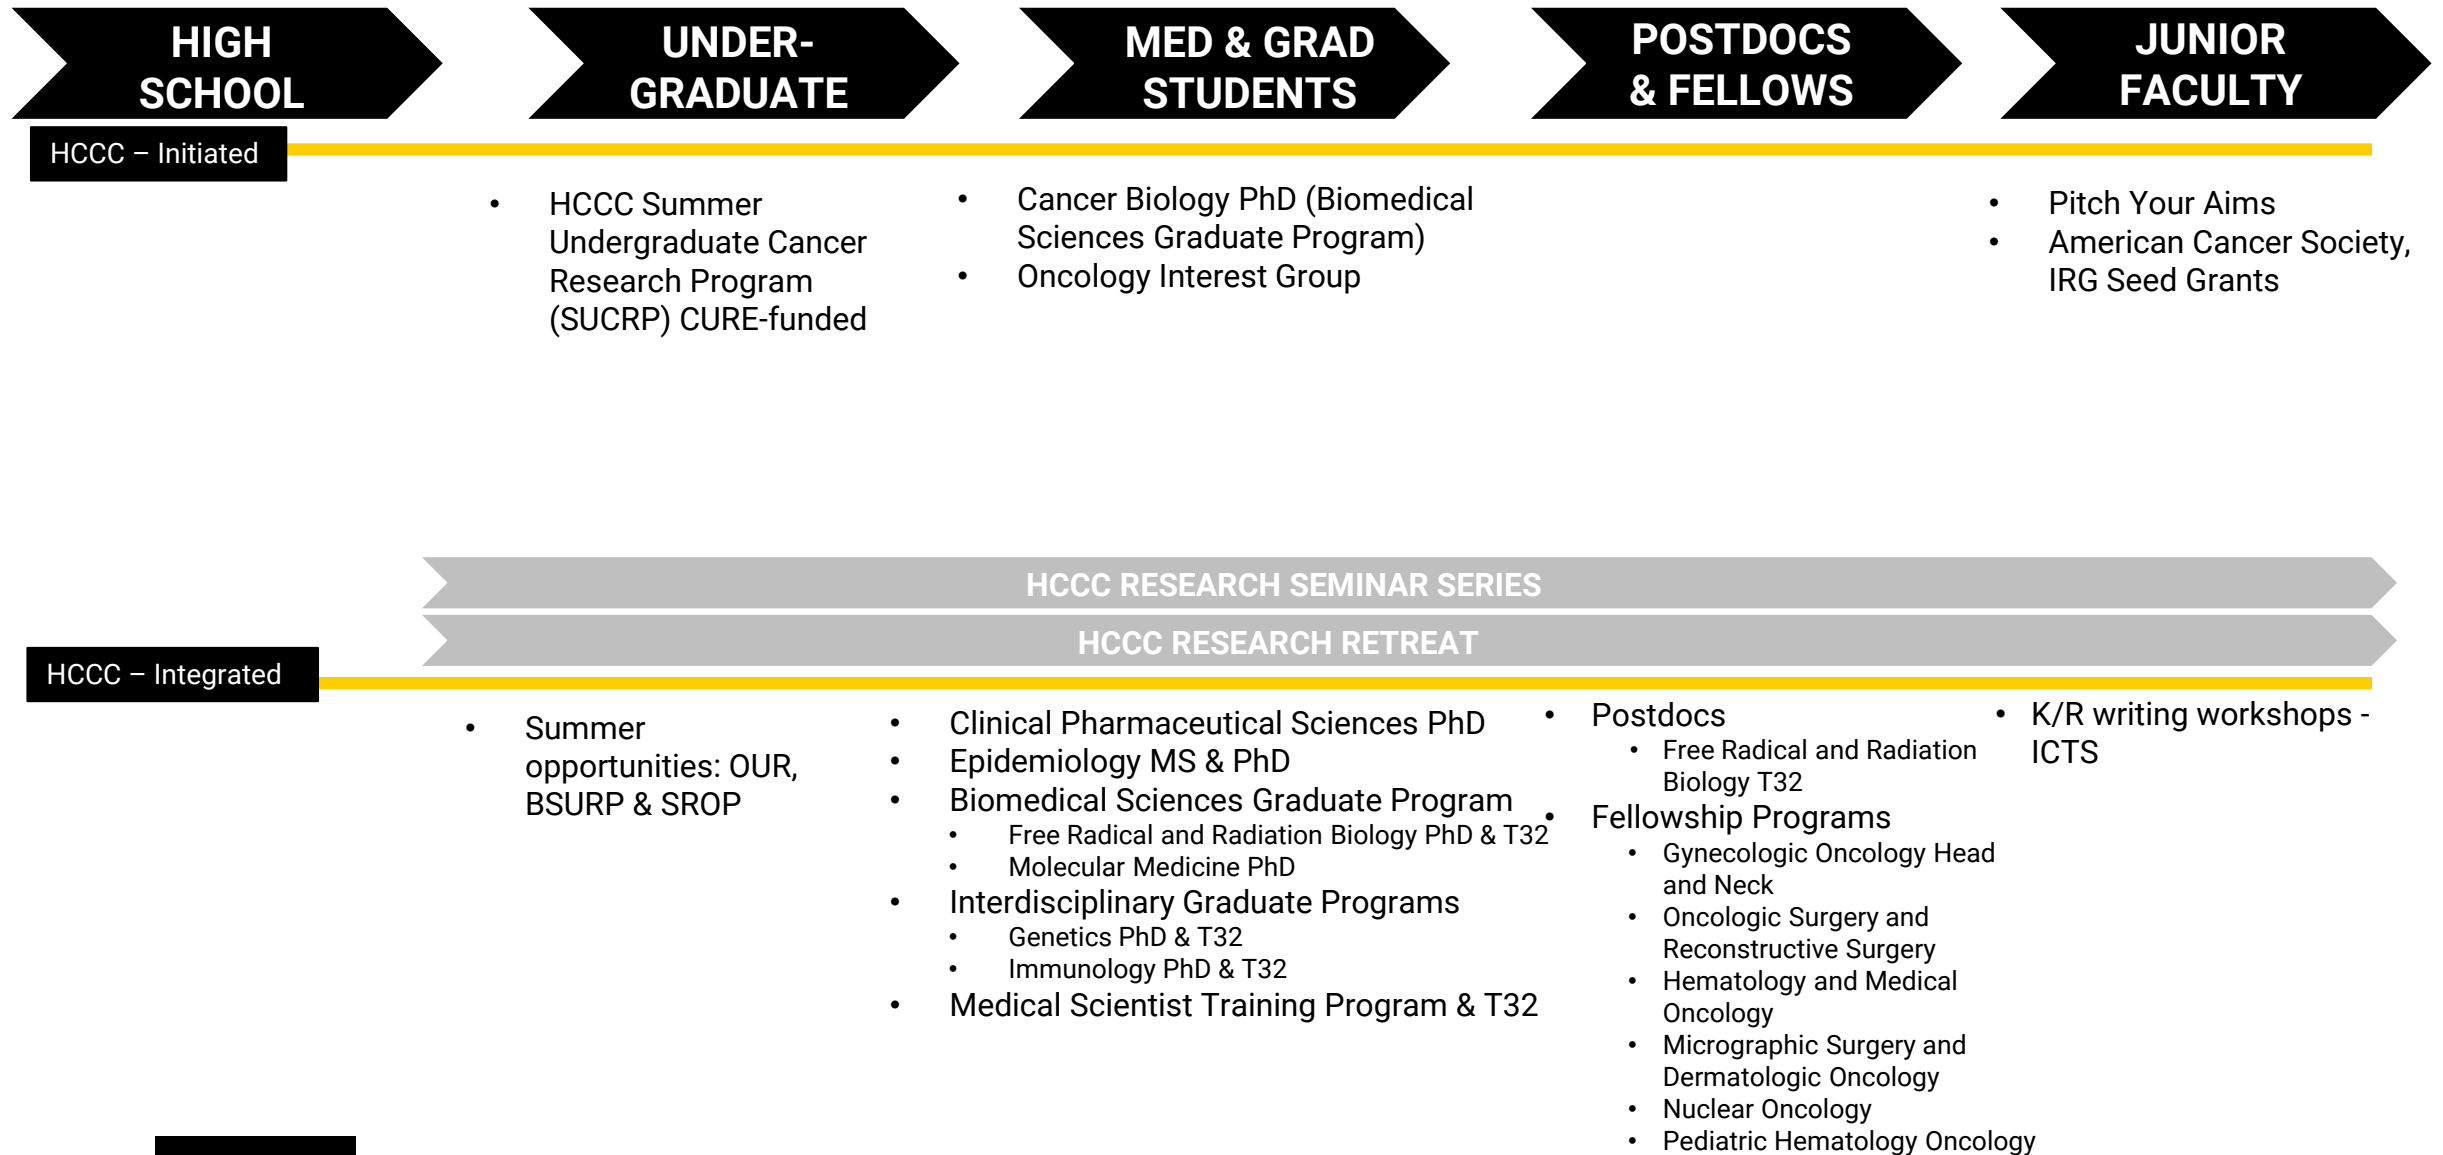 HIGH
SCHOOL
UNDER-
GRADUATE
MED & GRAD
STUDENTS
POSTDOCS
& FELLOWS
JUNIOR
FACULTY
HCCC – Initiated
• HCCC Summer
Undergraduate Cancer
Research Program
(SUCRP) CURE-funded
• Cancer Biology PhD (Biomedical
Sciences Graduate Program)
• Oncology Interest Group
• Pitch Your Aims
• American Cancer Society,
IRG Seed Grants
HCCC RESEARCH SEMINAR SERIES
HCCC RESEARCH RETREAT
HCCC – Integrated
• Summer
opportunities: OUR,
BSURP & SROP
• Clinical Pharmaceutical Sciences PhD
• Epidemiology MS & PhD
• Biomedical Sciences Graduate Program
• Free Radical and Radiation Biology PhD & T32
• Molecular Medicine PhD
• Interdisciplinary Graduate Programs
• Genetics PhD & T32
• Immunology PhD & T32
• Medical Scientist Training Program & T32
• Postdocs
• Free Radical and Radiation
Biology T32
• Fellowship Programs
• Gynecologic Oncology Head
and Neck
• Oncologic Surgery and
Reconstructive Surgery
• Hematology and Medical
Oncology
• Micrographic Surgery and
Dermatologic Oncology
• Nuclear Oncology
• Pediatric Hematology Oncology
• K/R writing workshops -
ICTS